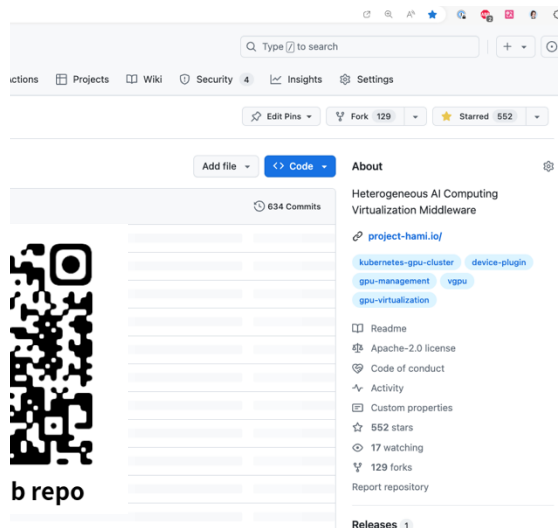 Type / to search
Actions Projects Wiki Security 4 Insights Settings
Edit Pins Fork 129 Starred 552
Add file <> Code About
Heterogeneous AI Computing
Virtualization Middleware
634 Commits
project-hami.io/
kubernetes-gpu-cluster device-plugin
gpu-management vgpu
gpu-virtualization
Readme
Apache-2.0 license
Code of conduct
Activity
Custom properties
552 stars
17 watching
129 forks
Report repository
b repo
Releases 1